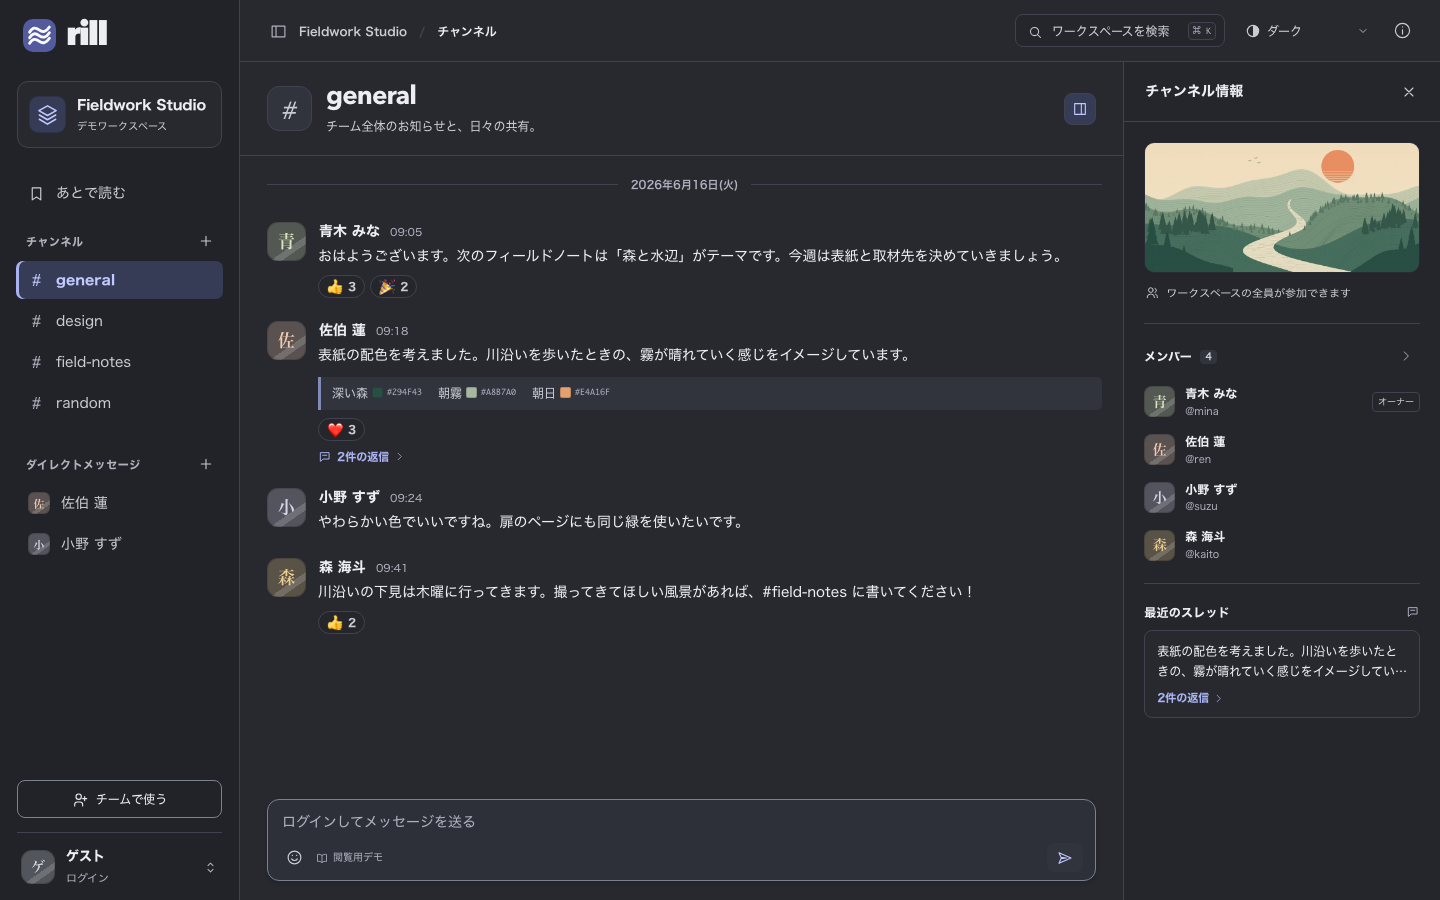 rill
Fieldwork Studio
デモワークスペース
あとで読む
チャンネル
# general
# design
# field-notes
# random
ダイレクトメッセージ
佐 佐伯 蓮
小 小野 すず
チームで使う
ゲ ゲスト
ログイン
Fieldwork Studio / チャンネル
ワークスペースを検索 ⌘ K
ダーク
# general
チーム全体のお知らせと、日々の共有。
2026年6月16日(火)
青 青木 みな 09:05
おはようございます。次のフィールドノートは「森と水辺」がテーマです。今週は表紙と取材先を決めていきましょう。
👍 3 🎉 2
佐 佐伯 蓮 09:18
表紙の配色を考えました。川沿いを歩いたときの、霧が晴れていく感じをイメージしています。
深い森 #294F43 朝霧 #A8B7A0 朝日 #E4A16F
❤️ 3
2件の返信
小 小野 すず 09:24
やわらかい色でいいですね。扉のページにも同じ緑を使いたいです。
森 森 海斗 09:41
川沿いの下見は木曜に行ってきます。撮ってきてほしい風景があれば、#field-notes に書いてください！
👍 2
ログインしてメッセージを送る
閲覧用デモ
チャンネル情報
ワークスペースの全員が参加できます
メンバー 4
青 青木 みな
@mina
オーナー
佐 佐伯 蓮
@ren
小 小野 すず
@suzu
森 森 海斗
@kaito
最近のスレッド
表紙の配色を考えました。川沿いを歩いたと
きの、霧が晴れていく感じをイメージしてい…
2件の返信